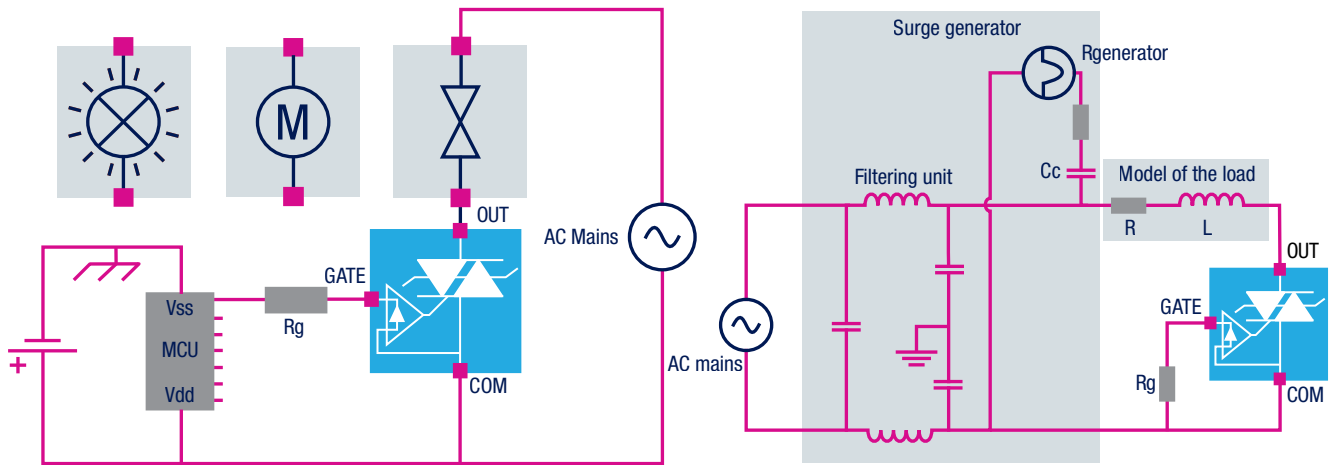 M
OUT
AC Mains
GATE
Vss
Rg
MCU
+
Vdd
COM
Surge generator
Rgenerator
Cc
Filtering unit
Model of the load
R
L
OUT
GATE
AC mains
Rg
COM